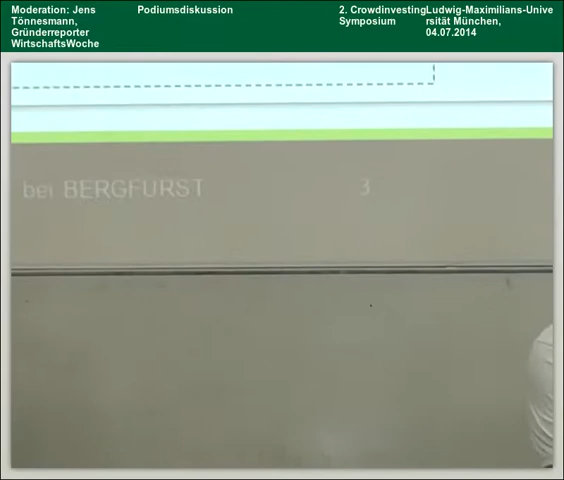 Moderation: Jens
Tönnesmann,
Gründerreporter
WirtschaftsWoche
Podiumsdiskussion
2. Crowdinvesting
Symposium
Ludwig-Maximilians-Unive
rsität München,
04.07.2014
bei BERGFÜRST
3